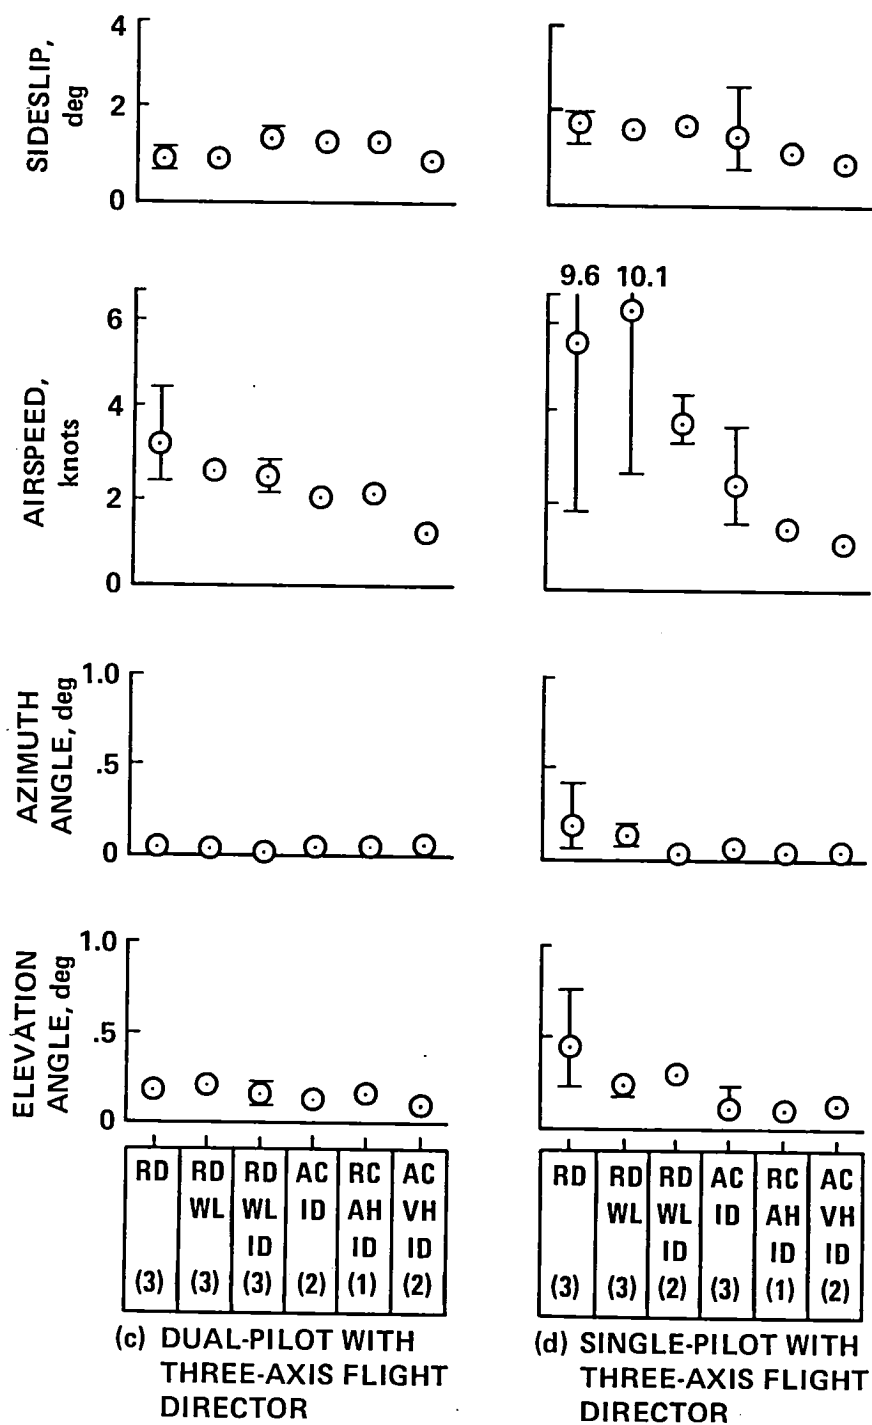 SIDESLIP,
deg
4
2
0
9.6 10.1
AIRSPEED,
knots
6
4
2
0
AZIMUTH
ANGLE, deg
1.0
.5
0
ELEVATION
ANGLE, deg
1.0
.5
0
RD RD RD AC RC AC RD RD RD AC RC AC
WL WL ID AH VH WL WL ID AH VH
ID ID ID ID ID ID
(3) (3) (3) (2) (1) (2) (3) (3) (2) (3) (1) (2)
(c) DUAL-PILOT WITH
THREE-AXIS FLIGHT
DIRECTOR
(d) SINGLE-PILOT WITH
THREE-AXIS FLIGHT
DIRECTOR